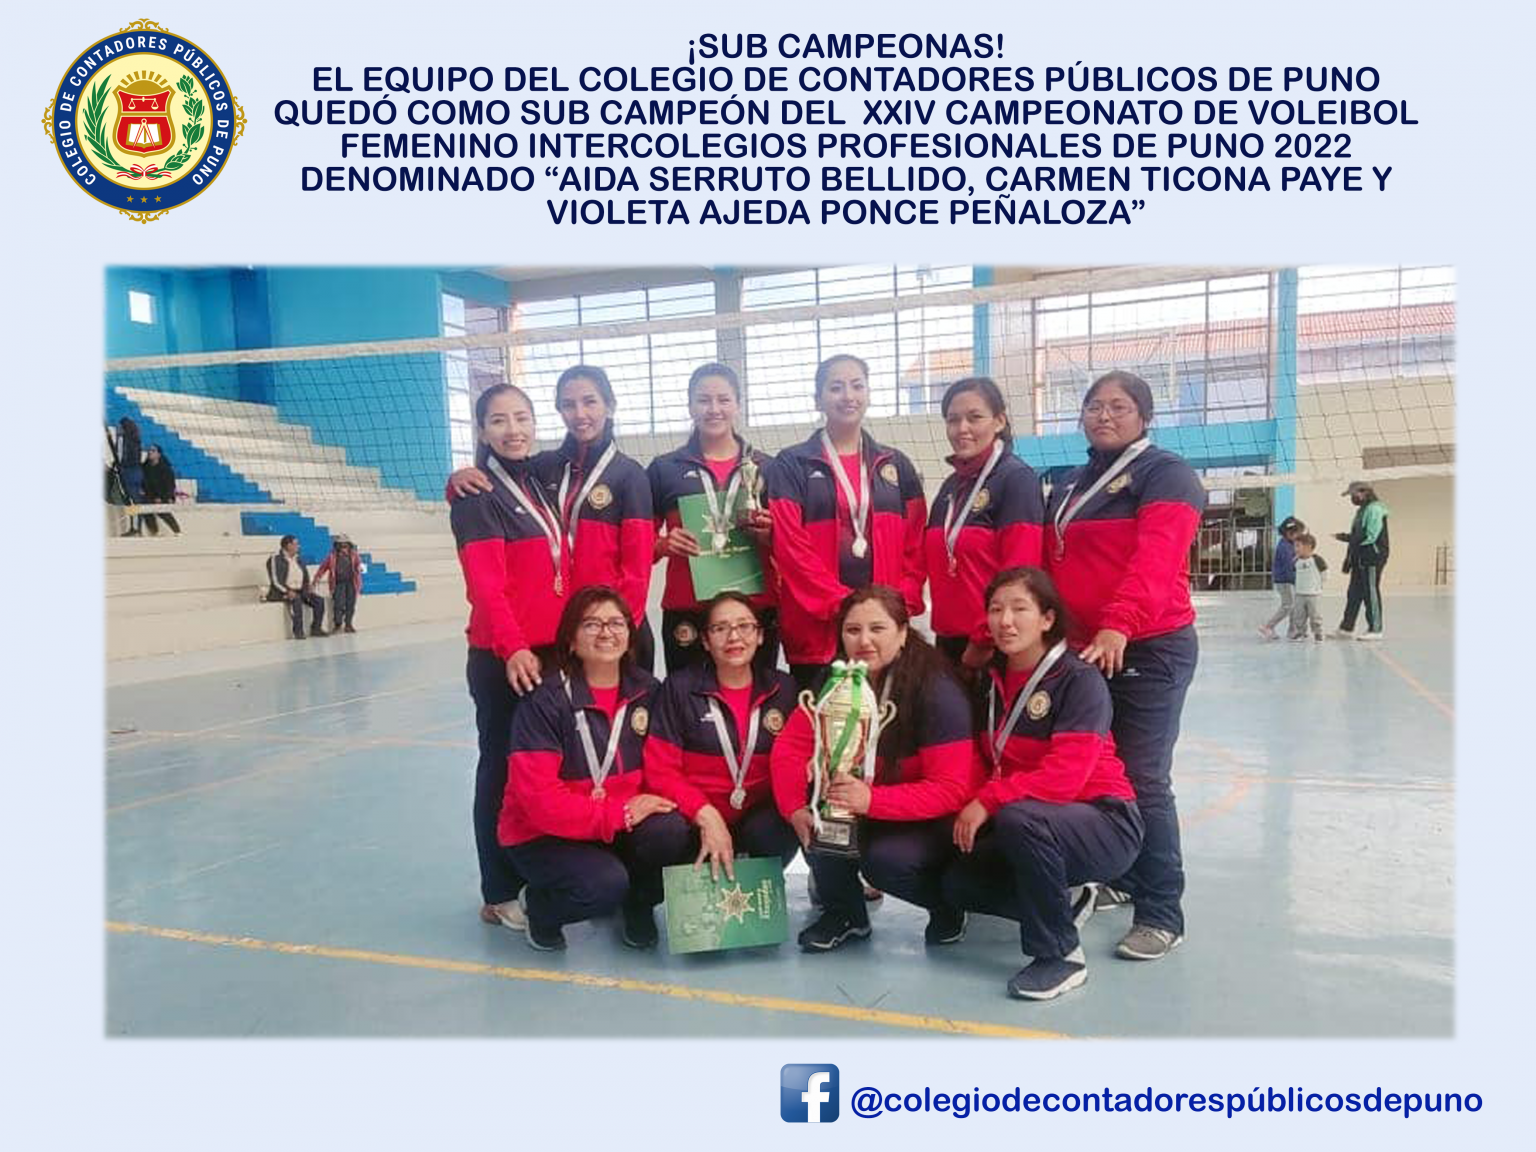 COLEGIO DE CONTADORES PÚBLICOS DE PUNO
¡SUB CAMPEONAS!
EL EQUIPO DEL COLEGIO DE CONTADORES PÚBLICOS DE PUNO
QUEDÓ COMO SUB CAMPEÓN DEL  XXIV CAMPEONATO DE VOLEIBOL
FEMENINO INTERCOLEGIOS PROFESIONALES DE PUNO 2022
DENOMINADO “AIDA SERRUTO BELLIDO, CARMEN TICONA PAYE Y
VIOLETA AJEDA PONCE PEÑALOZA”
f
@colegiodecontadorespúblicosdepuno